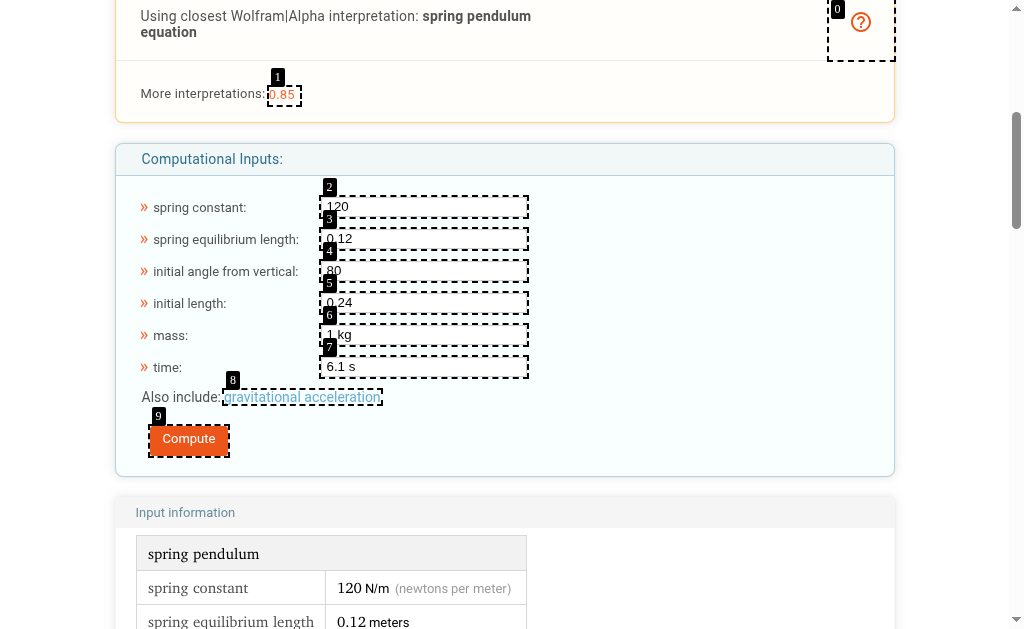 Using closest Wolfram|Alpha interpretation: spring pendulum
equation
0
1
More interpretations: 0.85
Computational Inputs:
2
» spring constant: 120
3
» spring equilibrium length: 0.12
4
» initial angle from vertical: 80
5
» initial length: 0.24
6
» mass: 1 kg
7
» time: 6.1 s
8
Also include: gravitational acceleration
9
Compute
Input information
spring pendulum
spring constant 120 N/m (newtons per meter)
spring equilibrium length 0.12 meters